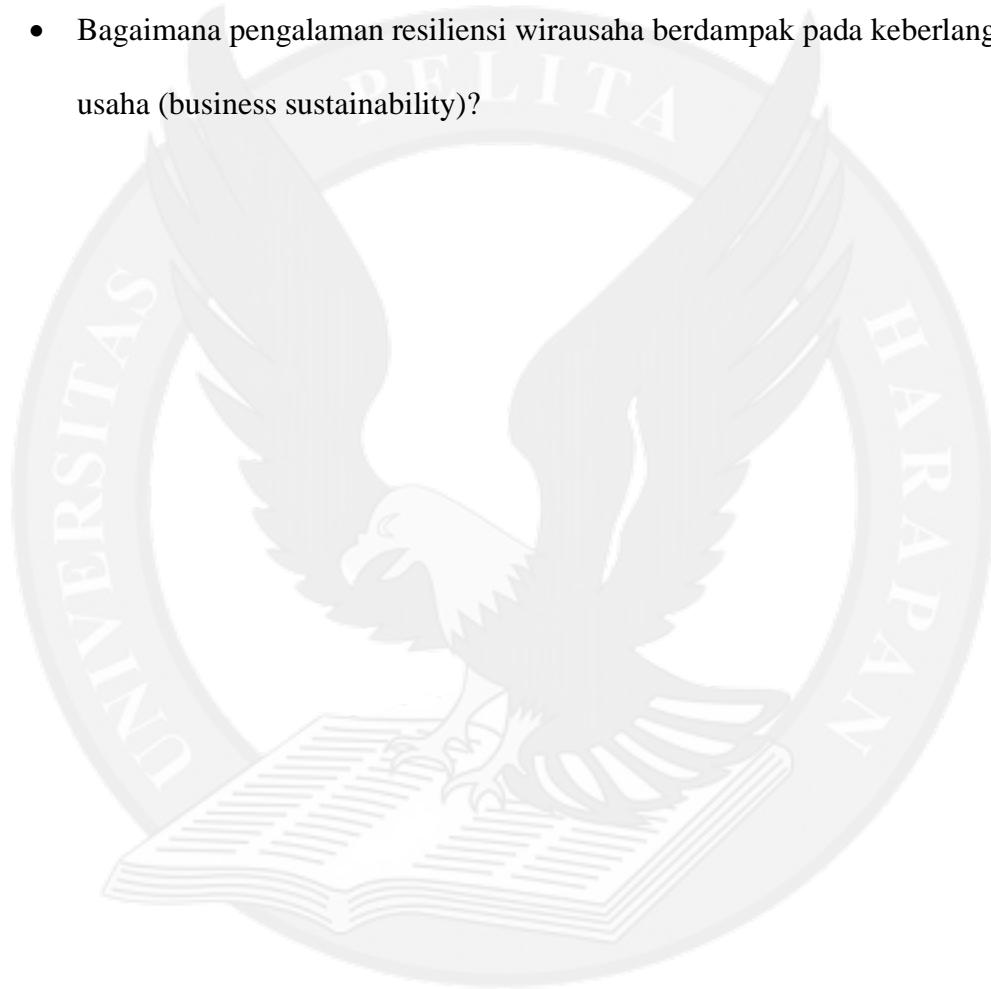 • Bagaimana pengalaman resiliensi wirausaha berdampak pada keberlang
usaha (business sustainability)?
UNIVERSITAS PELITA HARAPAN